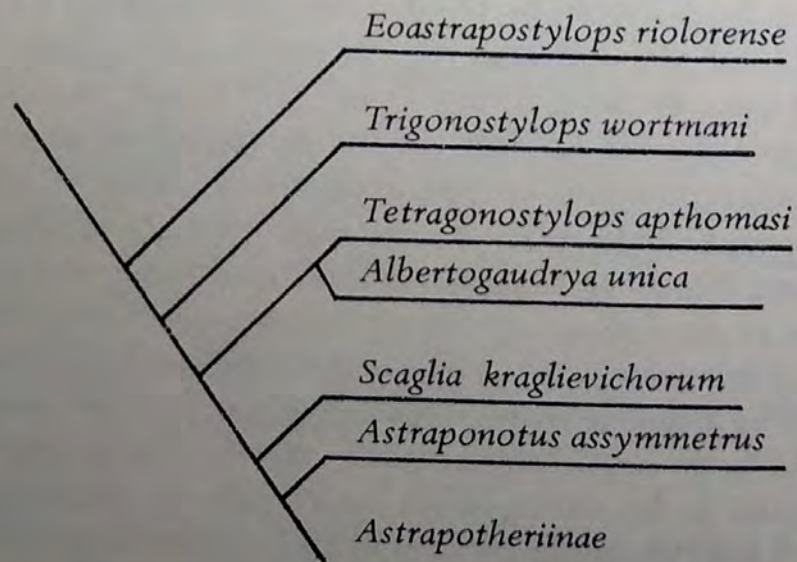 Eoastrapostylops riolorense
Trigonostylops wortmani
Tetragonostylops apthomasi
Albertogaudrya unica
Scaglia kraglievichorum
Astraponotus assymmetrus
Astrapotheriinae